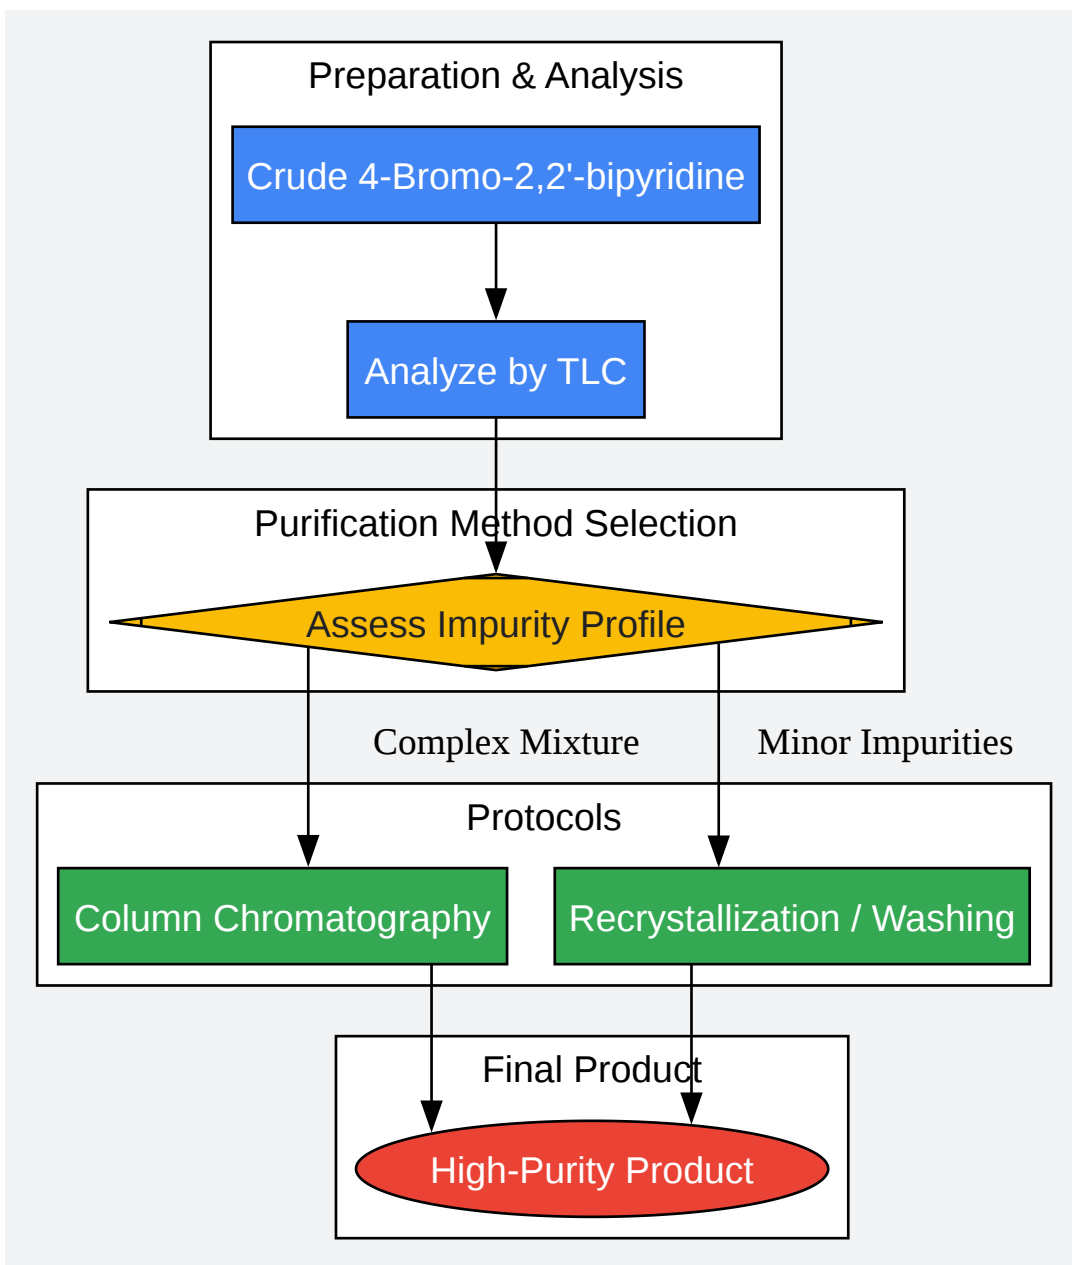 Preparation & Analysis
Crude 4-Bromo-2,2'-bipyridine
Analyze by TLC
Purification Method Selection
Assess Impurity Profile
Complex Mixture
Minor Impurities
Protocols
Column Chromatography
Recrystallization / Washing
Final Product
High-Purity Product